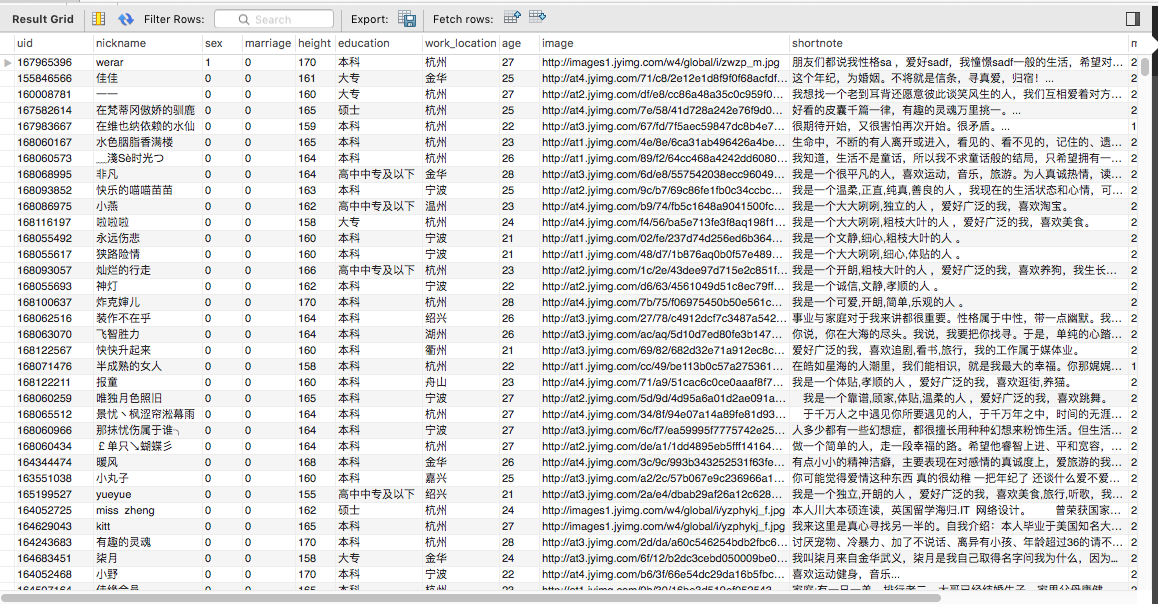 Result Grid Filter Rows: Search Export: Fetch rows:
uid nickname sex marriage height education work_location age image shortnote m
167965396 werar 1 0 170 本科 杭州 27 http://images1.jyimg.com/w4/global/i/zwzp_m.jpg 朋友们都说我性格sa ，爱好sadf，我憧憬sadf一般的生活，希望对... 2
155846566 佳佳 0 0 161 大专 金华 25 http://at4.jyimg.com/71/c8/2e12e1d8f9f0f68acfdf... 这个年纪，为婚姻。不将就是信条，寻真爱，归宿！... 2
160008781 一一 0 0 160 大专 杭州 27 http://at2.jyimg.com/df/e8/cc86a48a35c0c959f0... 我想找一个老到耳背还愿意彼此谈笑风生的人，我们互相爱着对方... 2
167582614 在梵蒂冈傲娇的驯鹿 0 0 165 硕士 杭州 25 http://at4.jyimg.com/7e/58/41d728a242e76f9d0... 好看的皮囊千篇一律，有趣的灵魂万里挑一。... 2
167983667 在维也纳依赖的水仙 0 0 159 本科 杭州 22 http://at3.jyimg.com/67/fd/7f5aec59847dc8b4e7... 很期待开始，又很害怕再次开始。很矛盾。... 1
168060167 水色胭脂香满楼 0 0 165 本科 杭州 23 http://at1.jyimg.com/4e/8e/6ca31ab496426a4be... 生命中，不断的有人离开或进入，看见的、看不见的，记住的、遗... 2
168060573 ﹎淺Sè时光つ 0 0 164 本科 杭州 26 http://at1.jyimg.com/89/f2/64cc468a4242dd6080... 我知道，生活不是童话，所以我不求童话般的结局，只希望拥有一... 2
168068995 非凡 0 0 164 高中中专及以下 金华 28 http://at3.jyimg.com/6d/e8/557542038ecc96049... 我是一个很平凡的人，喜欢运动，音乐，旅游。为人真诚热情，读... 2
168093852 快乐的喵喵苗苗 0 0 163 本科 宁波 25 http://at2.jyimg.com/9c/b7/69c86fe1fb0c34ccbc... 我是一个温柔,正直,纯真,善良的人 ，我现在的生活状态和心情，可... 2
168086975 小燕 0 0 162 高中中专及以下 温州 23 http://at4.jyimg.com/b9/74/fb5c1648a9041500fc... 我是一个大大咧咧,独立的人 ，爱好广泛的我，喜欢淘宝。 2
168116197 啦啦啦 0 0 158 大专 杭州 24 http://at4.jyimg.com/f4/56/ba5e713fe3f8aq198f1... 我是一个大大咧咧,粗枝大叶的人 ，爱好广泛的我，喜欢美食。 2
168055492 永远伤悲 0 0 160 本科 宁波 21 http://at1.jyimg.com/02/fe/237d74d256ed6b364... 我是一个文静,细心,粗枝大叶的人 。 2
168055617 狭路险情 0 0 160 本科 宁波 21 http://at1.jyimg.com/48/d7/1b876aq0b0f57e489... 我是一个大大咧咧,细心,体贴的人 。 2
168093057 灿烂的行走 0 0 166 高中中专及以下 杭州 23 http://at2.jyimg.com/1c/2e/43dee97d715e2c851f... 我是一个开朗,粗枝大叶的人 ，爱好广泛的我，喜欢养狗，我生长... 2
168055693 神灯 0 0 162 本科 宁波 22 http://at2.jyimg.com/d6/63/4561049d51c8ec79ff... 我是一个诚信,文静,孝顺的人 。 2
168100637 炸克婶儿 0 0 170 本科 杭州 28 http://at4.jyimg.com/7b/75/f06975450b50e561c... 我是一个可爱,开朗,简单,乐观的人 。 2
168062516 装作不在乎 0 0 164 本科 绍兴 26 http://at3.jyimg.com/27/78/c4912dcf7c3487a542... 事业与家庭对于我来讲都很重要。性格属于中性，带一点幽默。我... 2
168063070 飞智胜力 0 0 164 本科 湖州 26 http://at3.jyimg.com/ac/aq/5d10d7ed80fe3b147... 你说，你在大海的尽头。我说，我要把你找寻。于是，单纯的心踏... 2
168122567 快快升起来 0 0 160 本科 衢州 21 http://at3.jyimg.com/69/82/682d32e71a912ec8c... 爱好广泛的我，喜欢追剧,看书,旅行，我的工作属于媒体业。 2
168071476 半成熟的女人 0 0 158 本科 杭州 22 http://at1.jyimg.com/cc/49/be113b0c57a275361... 在皓如星海的人潮里，我们能相识，就是我最大的幸福。你那娓娓... 1
168122211 报童 0 0 160 本科 舟山 23 http://at4.jyimg.com/71/a9/51cac6c0ce0aaaf8f7... 我是一个体贴,孝顺的人 ，爱好广泛的我，喜欢逛街,养猫。 2
168060259 唯独月色照旧 0 0 165 本科 宁波 27 http://at2.jyimg.com/5d/9d/4d95a6a01d2ae091a... 我是一个靠谱,顾家,体贴,温柔的人 ，爱好广泛的我，喜欢跳舞。 2
168065512 景忧丶枫涩帘淞幕雨 0 0 164 本科 杭州 27 http://at4.jyimg.com/34/8f/94e07a14a89fe81d93... 于千万人之中遇见你所要遇见的人，于千万年之中，时间的无涯... 2
168060966 那抹忧伤属于谁╮ 0 0 164 本科 宁波 27 http://at3.jyimg.com/6c/f7/ea59995f7775742e25... 人多少都有一些幻想症，都很擅长用种种幻想来粉饰生活。但生活... 2
168060434 ￡单只↘蝴蝶彡 0 0 164 本科 杭州 27 http://at2.jyimg.com/de/a1/1dd4895eb5fff14164... 做一个简单的人，走一段幸福的路。希望他睿智上进、平和宽容，... 2
164344474 暖风 0 0 168 本科 金华 26 http://at4.jyimg.com/3c/9c/993b343252531f63fe... 有点小小的精神洁癖，主要表现在对感情的真诚度上，爱旅游的我... 2
163551038 小丸子 0 0 160 本科 嘉兴 25 http://at3.jyimg.com/a2/2c/57b067e9c236966a1... 你可能觉得爱情这种东西 真的很幼稚 一把年纪了 还谈什么爱不爱... 2
165199527 yueyue 0 0 155 高中中专及以下 绍兴 21 http://at3.jyimg.com/2a/e4/dbab29af26a12c628... 我是一个独立,开朗的人 ，爱好广泛的我，喜欢美食,旅行,听歌，我... 2
164052725 miss zheng 0 0 162 硕士 杭州 24 http://images1.jyimg.com/w4/global/i/yzphykj_f.jpg 本人川大本硕连读，英国留学海归.IT 网络设计。 曾荣获国家... 2
164629043 kitt 0 0 165 本科 杭州 27 http://images1.jyimg.com/w4/global/i/yzphykj_f.jpg 我来这里是真心寻找另一半的。自我介绍：本人毕业于美国知名大... 2
164243683 有趣的灵魂 0 0 170 本科 杭州 28 http://at3.jyimg.com/2d/da/a60c546254bdb2fbc6... 讨厌宠物、冷暴力、加了不说话、离异有小孩、年龄超过36的请不... 2
164683451 柒月 0 0 158 大专 金华 24 http://at3.jyimg.com/6f/12/b2dc3cebd050009be0... 我叫柒月来自金华武义，柒月是我自己取得名字问我为什么，因为... 2
164052468 小野 0 0 170 本科 宁波 22 http://at4.jyimg.com/b6/3f/66e54dc29da16b5fbc... 喜欢运动健身，音乐... 2